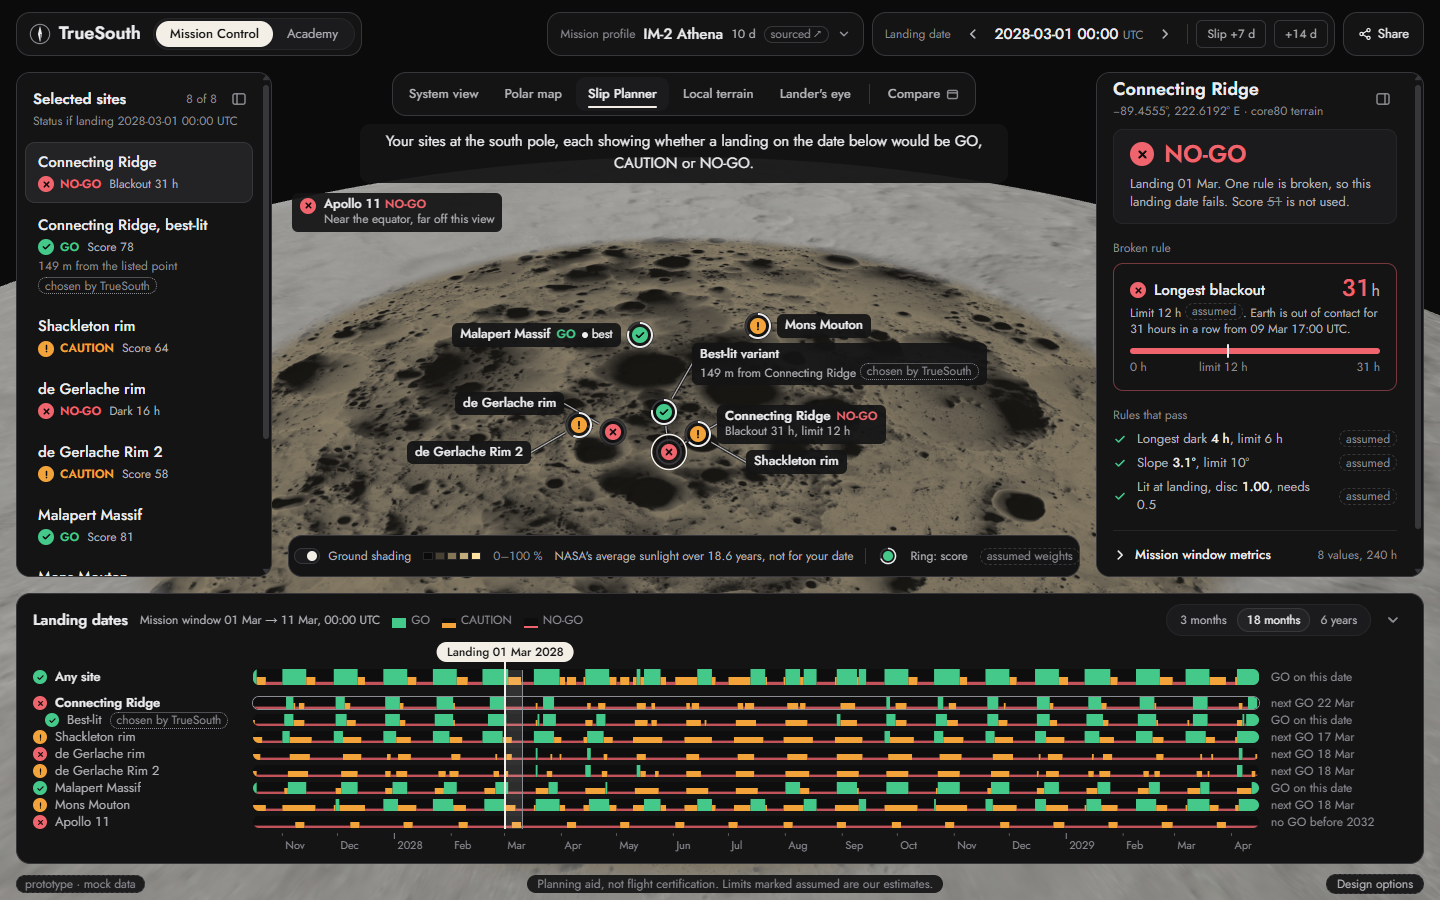 TrueSouth
Mission Control
Academy
Mission profile IM-2 Athena 10 d sourced ↗
Landing date 2028-03-01 00:00 UTC
Slip +7 d
+14 d
Share
Selected sites 8 of 8
Status if landing 2028-03-01 00:00 UTC
Connecting Ridge
NO-GO Blackout 31 h
Connecting Ridge, best-lit
GO Score 78
149 m from the listed point
chosen by TrueSouth
Shackleton rim
CAUTION Score 64
de Gerlache rim
NO-GO Dark 16 h
de Gerlache Rim 2
CAUTION Score 58
Malapert Massif
GO Score 81
Mons Mouton
System view
Polar map
Slip Planner
Local terrain
Lander's eye
Compare
Your sites at the south pole, each showing whether a landing on the date below would be GO,
CAUTION or NO-GO.
Apollo 11 NO-GO
Near the equator, far off this view
Malapert Massif GO ● best
Mons Mouton
Best-lit variant
149 m from Connecting Ridge chosen by TrueSouth
de Gerlache rim
Connecting Ridge NO-GO
Blackout 31 h, limit 12 h
de Gerlache Rim 2
Shackleton rim
Ground shading
0–100 %
NASA's average sunlight over 18.6 years, not for your date
Ring: score
assumed weights
Connecting Ridge
−89.4555°, 222.6192° E · core80 terrain
NO-GO
Landing 01 Mar. One rule is broken, so this
landing date fails. Score 51 is not used.
Broken rule
Longest blackout 31 h
Limit 12 h assumed. Earth is out of contact for
31 hours in a row from 09 Mar 17:00 UTC.
0 h limit 12 h 31 h
Rules that pass
Longest dark 4 h, limit 6 h assumed
Slope 3.1°, limit 10° assumed
Lit at landing, disc 1.00, needs
0.5
assumed
Mission window metrics 8 values, 240 h
Landing dates Mission window 01 Mar → 11 Mar, 00:00 UTC GO CAUTION NO-GO
3 months
18 months
6 years
Landing 01 Mar 2028
Any site GO on this date
Connecting Ridge next GO 22 Mar
Best-lit chosen by TrueSouth GO on this date
Shackleton rim next GO 17 Mar
de Gerlache rim next GO 18 Mar
de Gerlache Rim 2 next GO 18 Mar
Malapert Massif GO on this date
Mons Mouton next GO 18 Mar
Apollo 11 no GO before 2032
Nov Dec 2028 Feb Mar Apr May Jun Jul Aug Sep Oct Nov Dec 2029 Feb Mar Apr
prototype · mock data
Planning aid, not flight certification. Limits marked assumed are our estimates.
Design options